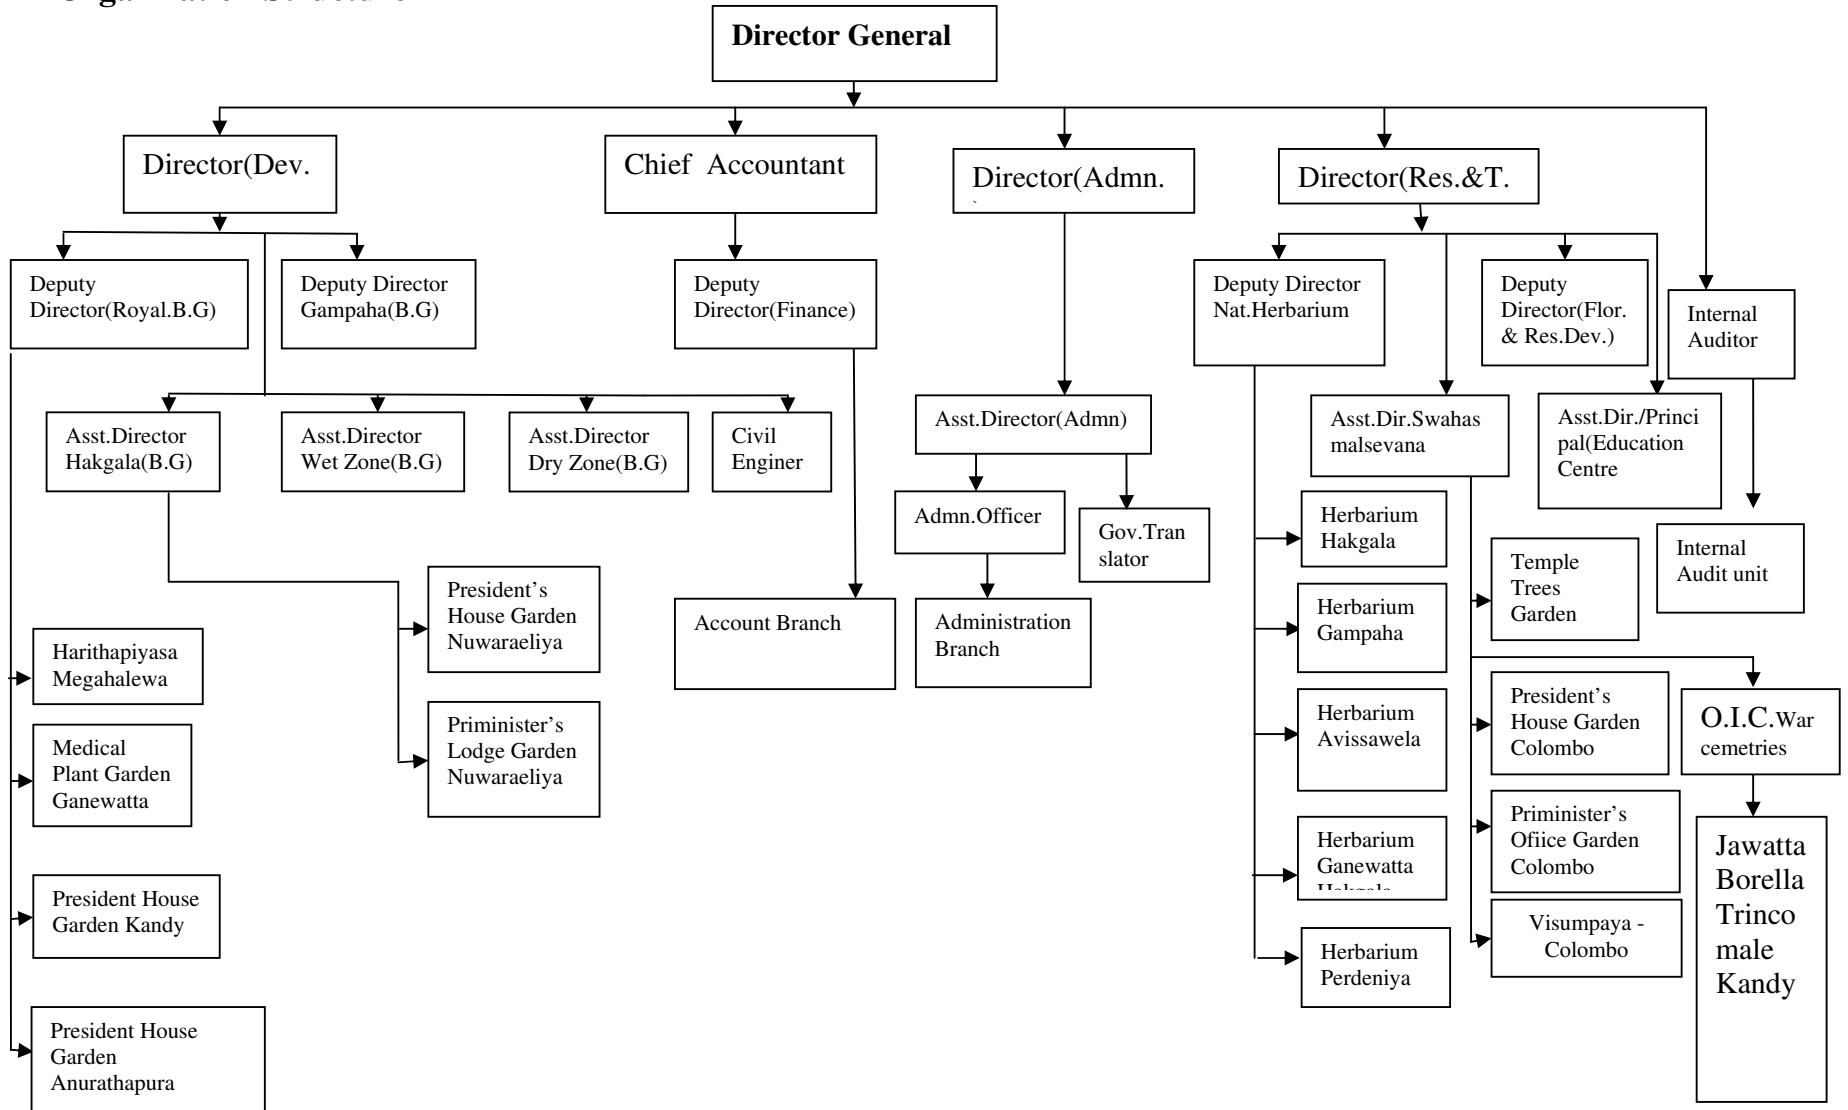 Director General
Director(Dev.
Chief Accountant
Director(Admn.
Director(Res.&T.
Deputy
Director(Royal.B.G)
Deputy Director
Gampaha(B.G)
Deputy
Director(Finance)
Deputy Director
Nat.Herbarium
Deputy
Director(Flor.
& Res.Dev.)
Internal
Auditor
Asst.Director
Hakgala(B.G)
Asst.Director
Wet Zone(B.G)
Asst.Director
Dry Zone(B.G)
Civil
Enginer
Asst.Director(Admn)
Asst.Dir.Swahas
malsevana
Asst.Dir./Princi
pal(Education
Centre
Admn.Officer
Gov.Tran
slator
Herbarium
Hakgala
Temple
Trees
Garden
Internal
Audit unit
President's
House Garden
Nuwaraeliya
Account Branch
Administration
Branch
Herbarium
Gampaha
Harithapiyasa
Megahalewa
Priminister's
Lodge Garden
Nuwaraeliya
Herbarium
Avissawela
President's
House Garden
Colombo
O.I.C.War
cemetries
Medical
Plant Garden
Ganewatta
Herbarium
Ganewatta
Priminister's
Ofiice Garden
Colombo
Jawatta
Borella
Trinco
male
Kandy
President House
Garden Kandy
Herbarium
Perdeniya
Visumpaya -
Colombo
President House
Garden
Anurathapura